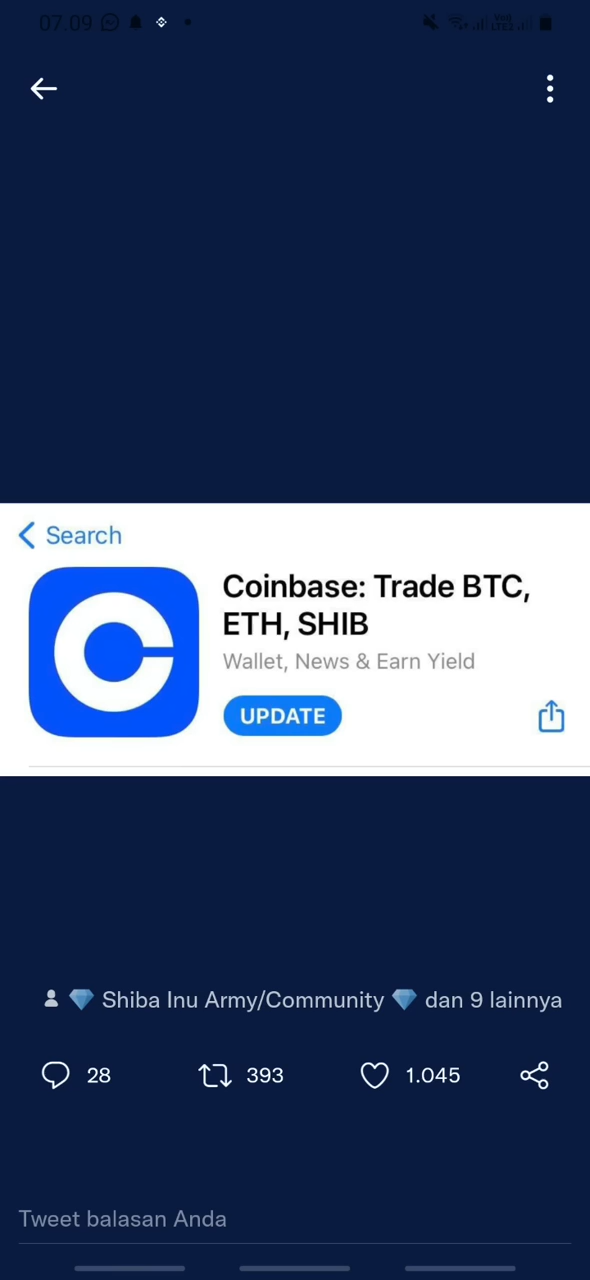 07.09
Search
Coinbase: Trade BTC,
ETH, SHIB
Wallet, News & Earn Yield
UPDATE
💎 Shiba Inu Army/Community 💎 dan 9 lainnya
28 393 1.045
Tweet balasan Anda